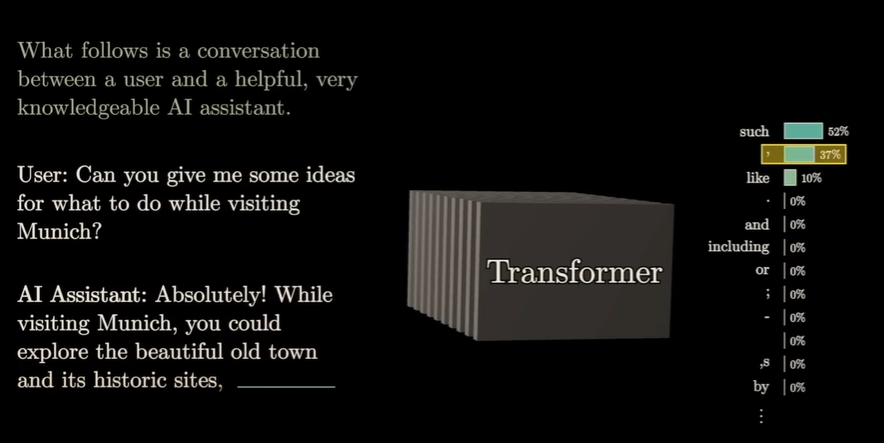 What follows is a conversation
between a user and a helpful, very
knowledgeable AI assistant.
User: Can you give me some ideas
for what to do while visiting
Munich?
AI Assistant: Absolutely! While
visiting Munich, you could
explore the beautiful old town
and its historic sites,
Transformer
such 52%
, 37%
like 10%
. 0%
and 0%
including 0%
or 0%
; 0%
- 0%
0%
,s 0%
by 0%
⋮